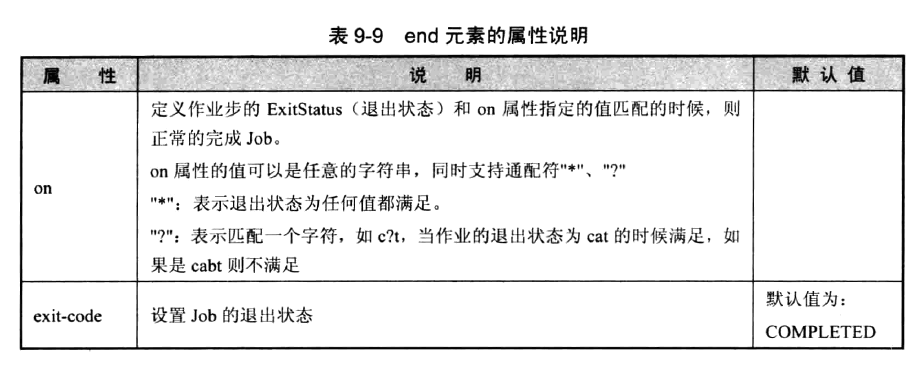 表 9-9 end 元素的属性说明
属 性 说 明 默 认 值
定义作业步的 ExitStatus（退出状态）和 on 属性指定的值匹配的时候，则
正常的完成 Job。
on 属性的值可以是任意的字符串，同时支持通配符"*"、"?"
on
"*"：表示退出状态为任何值都满足。
"?"：表示匹配一个字符，如 c?t，当作业的退出状态为 cat 的时候满足，如
果是 cabt 则不满足
exit-code 设置 Job 的退出状态 默认值为：
COMPLETED